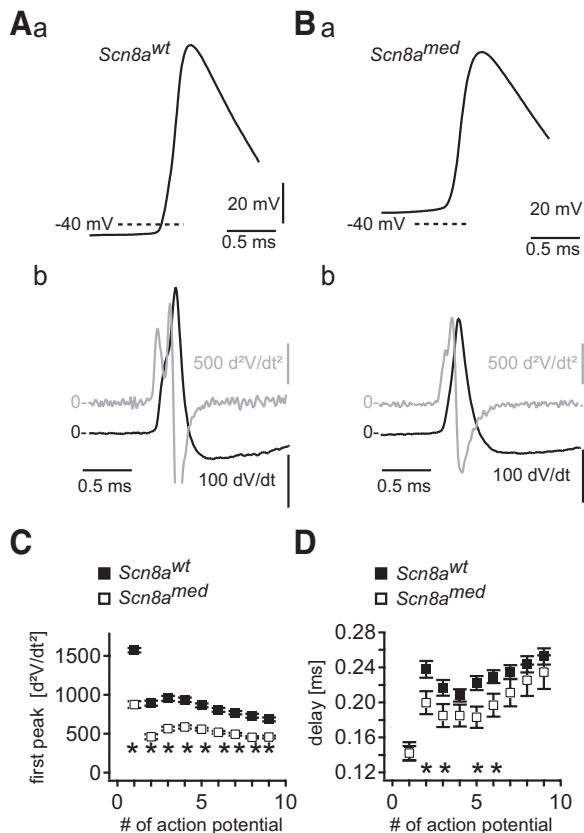 Aa
Ba
Scn8a^wt
Scn8a^med
-40 mV
20 mV
0.5 ms
-40 mV
20 mV
0.5 ms
b
b
500 d²V/dt²
0-
0-
0.5 ms
100 dV/dt
500 d²V/dt²
0-
0-
0.5 ms
100 dV/dt
C
D
Scn8a^wt
Scn8a^med
Scn8a^wt
Scn8a^med
first peak [d²V/dt²]
1500
1000
500
0
* * * * * * * * *
0 5 10
# of action potential
delay [ms]
0.28
0.24
0.20
0.16
0.12
* * * *
0 5 10
# of action potential